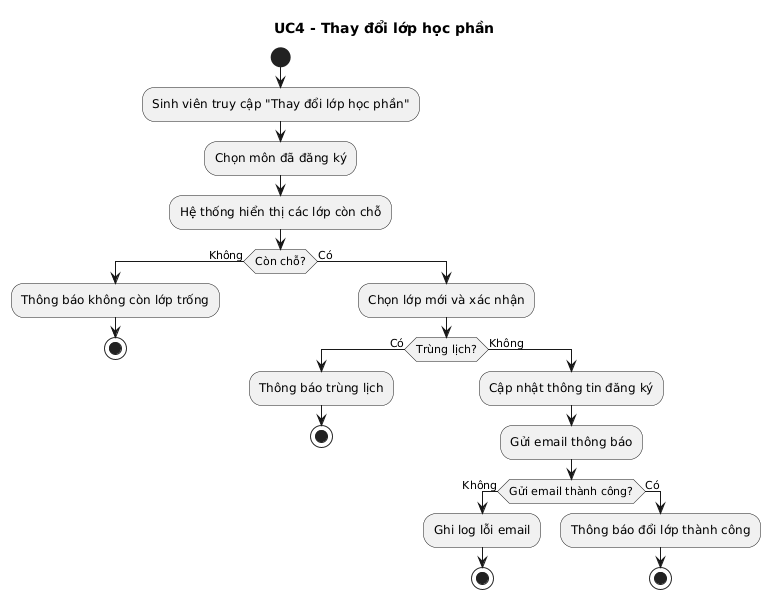 UC4 - Thay đổi lớp học phần
Sinh viên truy cập "Thay đổi lớp học phần"
Chọn môn đã đăng ký
Hệ thống hiển thị các lớp còn chỗ
Không
Còn chỗ?
Có
Thông báo không còn lớp trống
Chọn lớp mới và xác nhận
Có
Trùng lịch?
Không
Thông báo trùng lịch
Cập nhật thông tin đăng ký
Gửi email thông báo
Không
Gửi email thành công?
Có
Ghi log lỗi email
Thông báo đổi lớp thành công